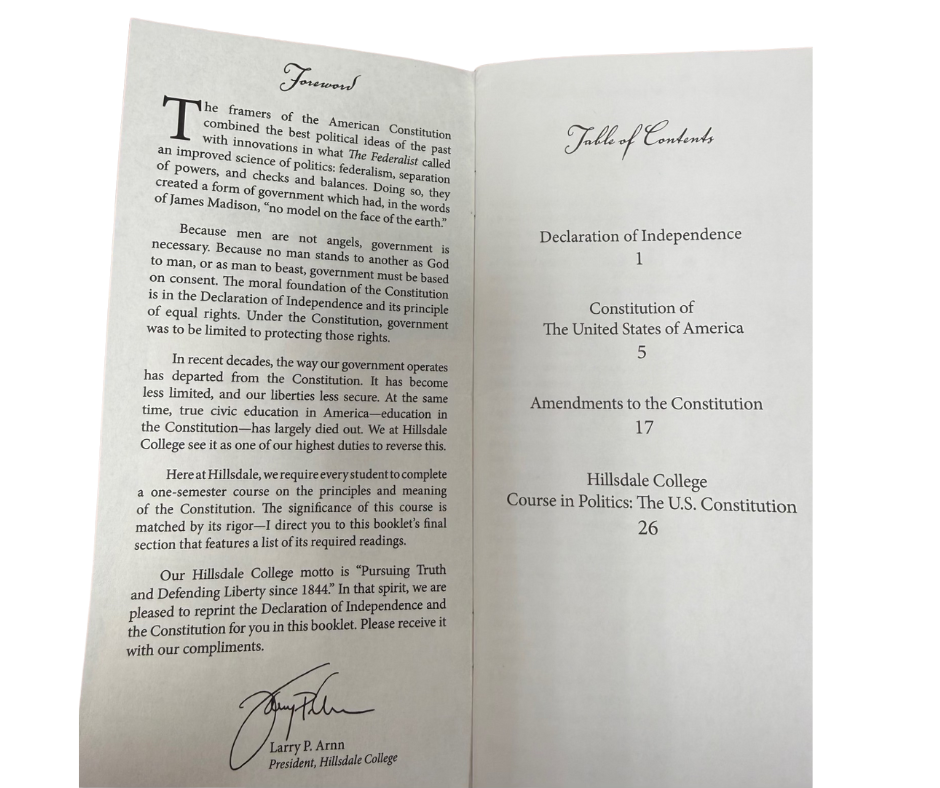 Foreword
The framers of the American Constitution
combined the best political ideas of the past
with innovations in what The Federalist called
an improved science of politics: federalism, separation
of powers, and checks and balances. Doing so, they
created a form of government which had, in the words
of James Madison, “no model on the face of the earth.”
Because men are not angels, government is
necessary. Because no man stands to another as God
to man, or as man to beast, government must be based
on consent. The moral foundation of the Constitution
is in the Declaration of Independence and its principle
of equal rights. Under the Constitution, government
was to be limited to protecting those rights.
In recent decades, the way our government operates
has departed from the Constitution. It has become
less limited, and our liberties less secure. At the same
time, true civic education in America—education in
the Constitution—has largely died out. We at Hillsdale
College see it as one of our highest duties to reverse this.
Here at Hillsdale, we require every student to complete
a one-semester course on the principles and meaning
of the Constitution. The significance of this course is
matched by its rigor—I direct you to this booklet’s final
section that features a list of its required readings.
Our Hillsdale College motto is “Pursuing Truth
and Defending Liberty since 1844.” In that spirit, we are
pleased to reprint the Declaration of Independence and
the Constitution for you in this booklet. Please receive it
with our compliments.
Larry P. Arnn
President, Hillsdale College
Table of Contents
Declaration of Independence
1
Constitution of
The United States of America
5
Amendments to the Constitution
17
Hillsdale College
Course in Politics: The U.S. Constitution
26